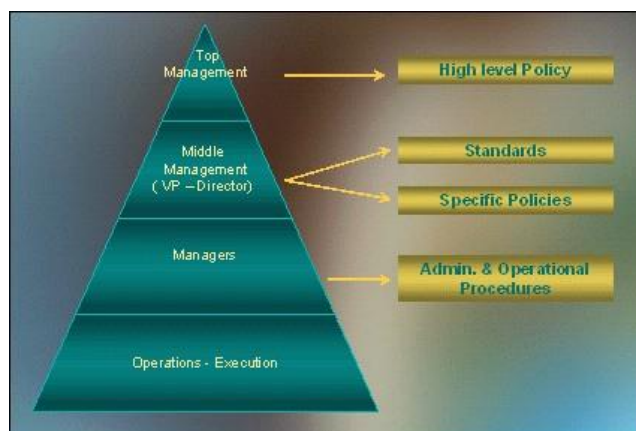 Top
Management
High level Policy
Middle
Management
( VP – Director)
Standards
Specific Policies
Managers
Admin. & Operational
Procedures
Operations - Execution